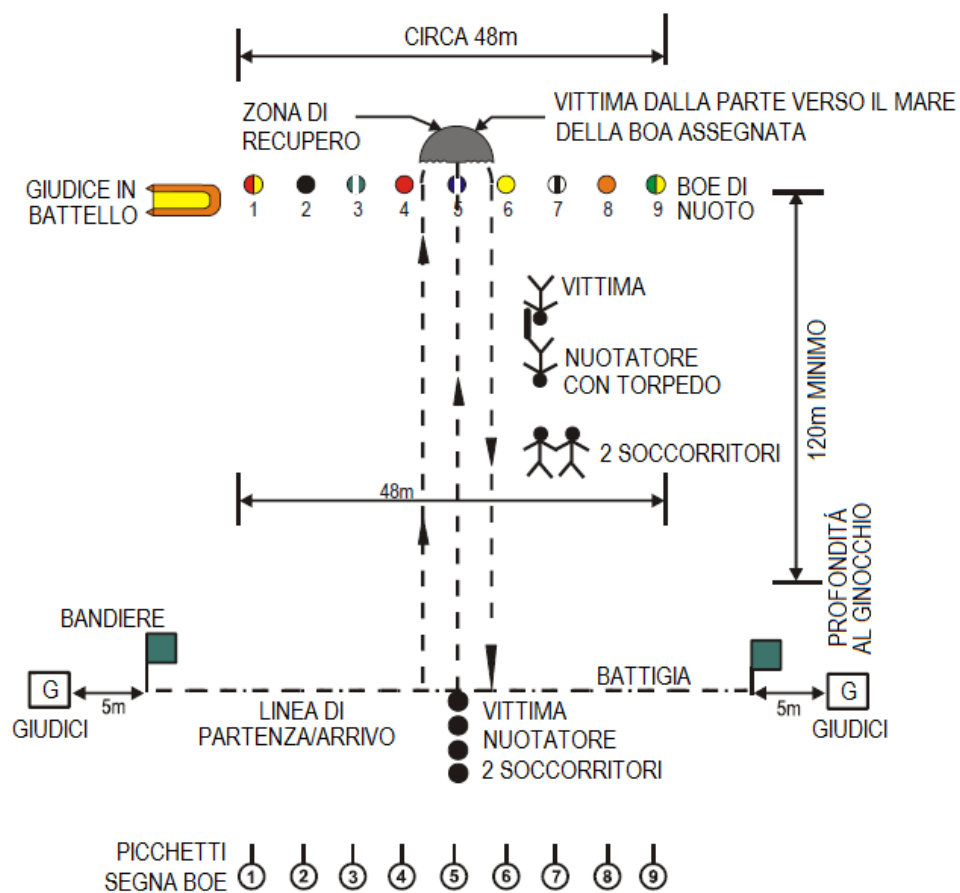 CIRCA 48m
ZONA DI
RECUPERO
VITTIMA DALLA PARTE VERSO IL MARE
DELLA BOA ASSEGNATA
GIUDICE IN
BATTELLO
1 2 3 4 5 6 7 8 9
BOE DI
NUOTO
VITTIMA
NUOTATORE
CON TORPEDO
2 SOCCORRITORI
120m MINIMO
48m
PROFONDITÁ
AL GINOCCHIO
BANDIERE
G
5m
GIUDICI
LINEA DI
PARTENZA/ARRIVO
BATTIGIA
VITTIMA
NUOTATORE
2 SOCCORRITORI
G
5m
GIUDICI
PICCHETTI
SEGNA BOE
1 2 3 4 5 6 7 8 9